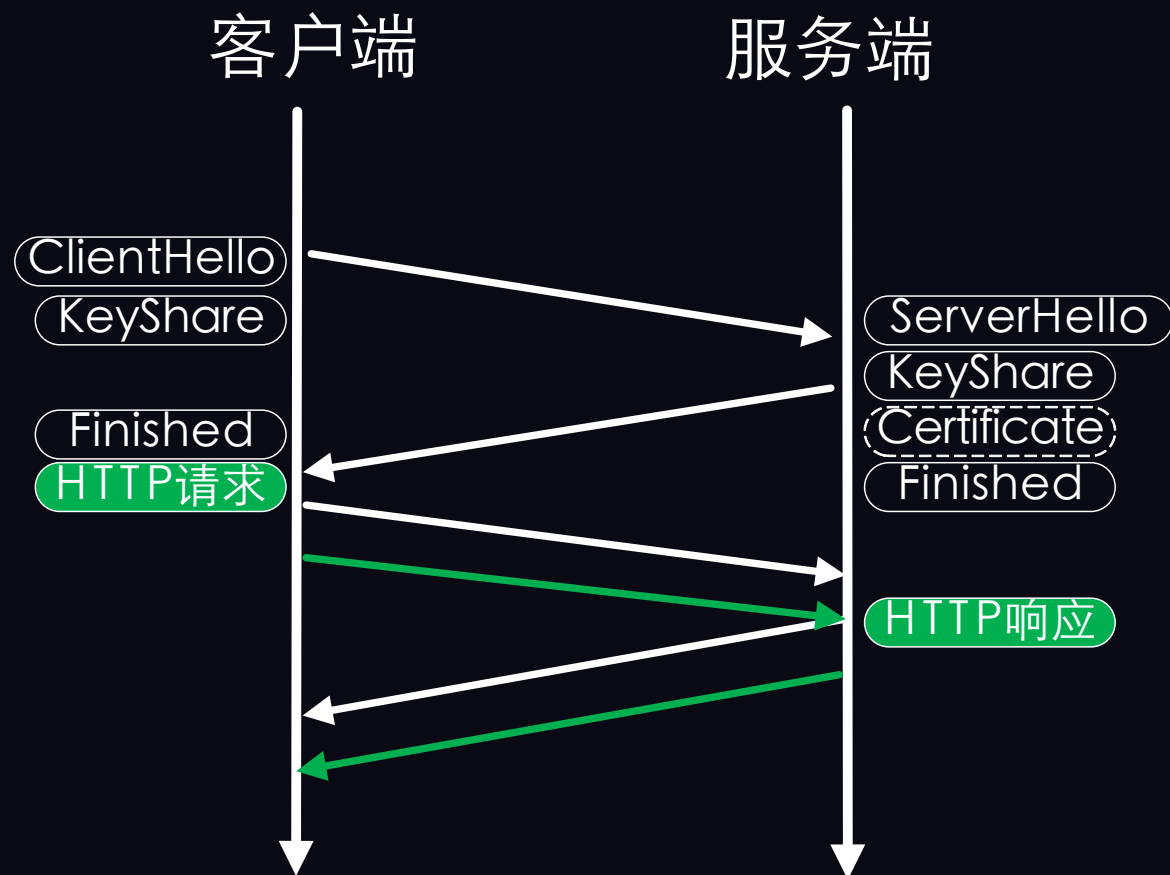 客户端
服务端
ClientHello
KeyShare
ServerHello
KeyShare
Finished
Certificate
HTTP请求
Finished
HTTP响应